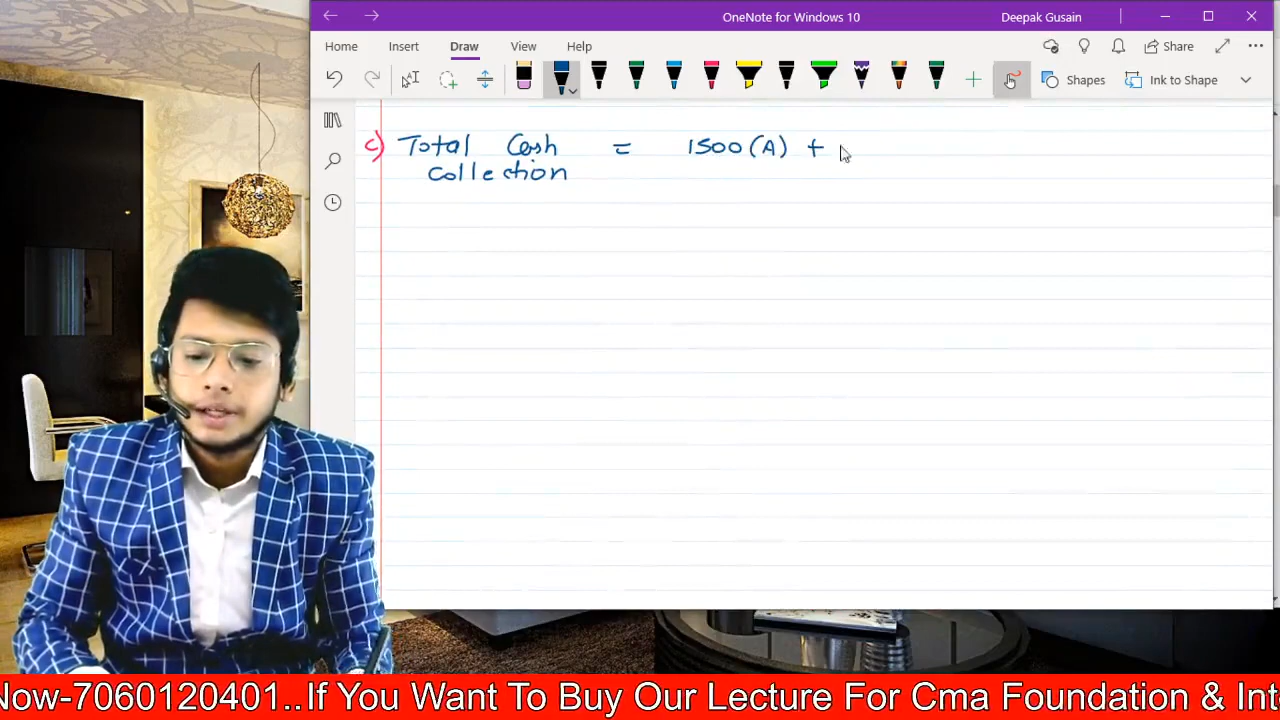 OneNote for Windows 10
Deepak Gusain
Home Insert Draw View Help
Share
Shapes
Ink to Shape
c) Total Cash = 1500 (A) +
collection
Now-7060120401..If You Want To Buy Our Lecture For Cma Foundation & Int